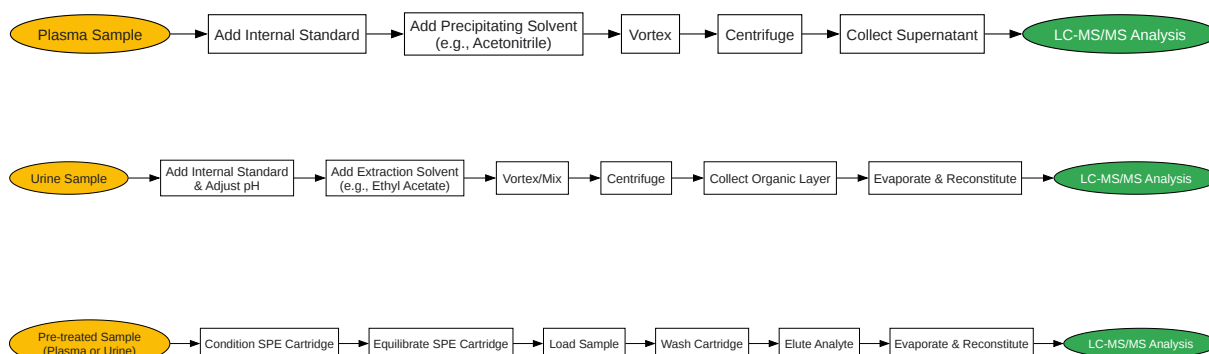 Plasma Sample
Add Internal Standard
Add Precipitating Solvent
(e.g., Acetonitrile)
Vortex
Centrifuge
Collect Supernatant
LC-MS/MS Analysis
Urine Sample
Add Internal Standard
& Adjust pH
Add Extraction Solvent
(e.g., Ethyl Acetate)
Vortex/Mix
Centrifuge
Collect Organic Layer
Evaporate & Reconstitute
LC-MS/MS Analysis
Pre-treated Sample
(Plasma or Urine)
Condition SPE Cartridge
Equilibrate SPE Cartridge
Load Sample
Wash Cartridge
Elute Analyte
Evaporate & Reconstitute
LC-MS/MS Analysis